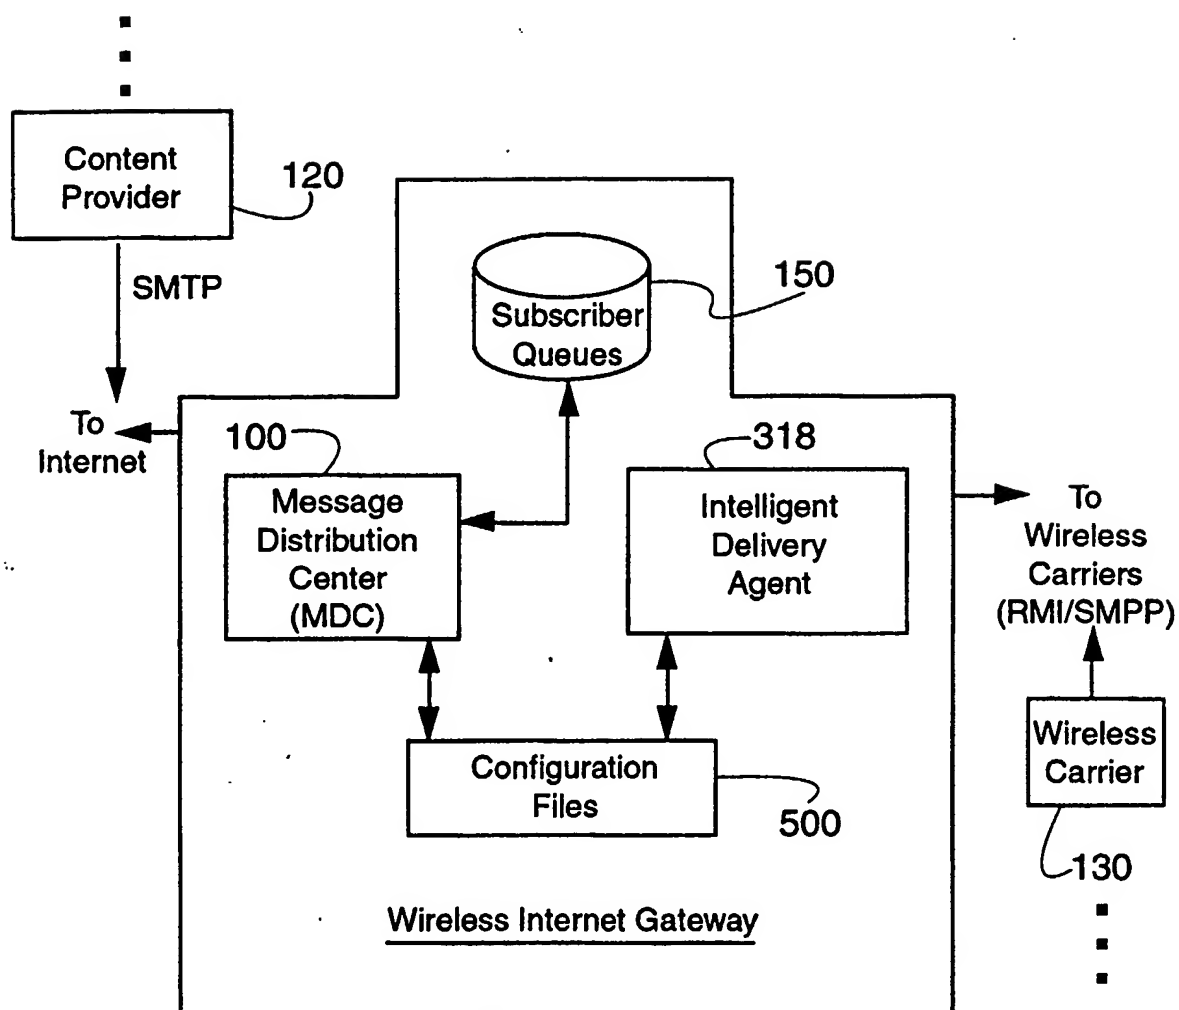 Content
Provider
120
SMTP
To
Internet
Subscriber
Queues
150
100
Message
Distribution
Center
(MDC)
318
Intelligent
Delivery
Agent
To
Wireless
Carriers
(RMI/SMPP)
Wireless
Carrier
130
Configuration
Files
500
Wireless Internet Gateway